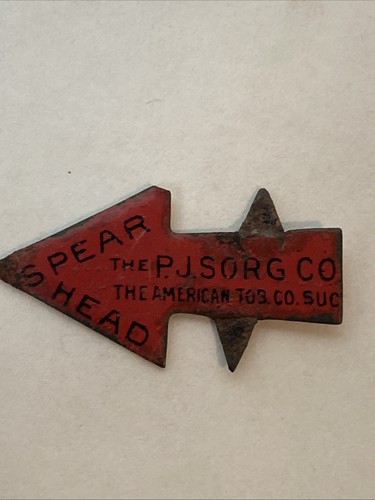 SPEAR
HEAD
THE P.J. SORG CO
THE AMERICAN TOB. CO. SUC